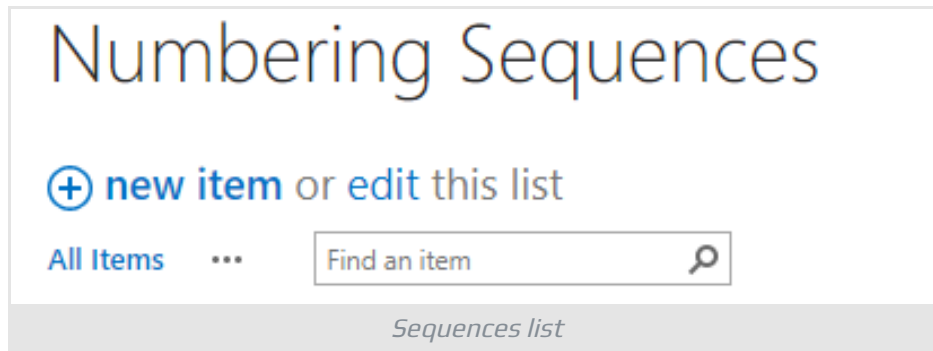 Numbering Sequences
new item or edit this list
All Items ... Find an item
Sequences list